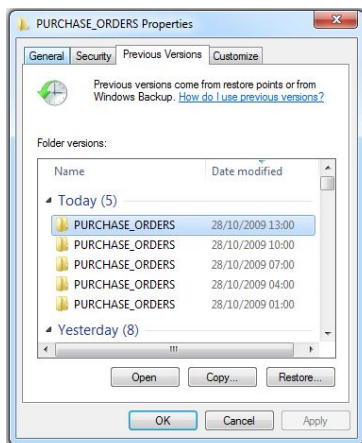 PURCHASE_ORDERS Properties
General Security Previous Versions Customize
Previous versions come from restore points or from
Windows Backup. How do I use previous versions?
Folder versions:
Name Date modified
Today (5)
PURCHASE_ORDERS 28/10/2009 13:00
PURCHASE_ORDERS 28/10/2009 10:00
PURCHASE_ORDERS 28/10/2009 07:00
PURCHASE_ORDERS 28/10/2009 04:00
PURCHASE_ORDERS 28/10/2009 01:00
Yesterday (8)
Open Copy... Restore...
OK Cancel Apply